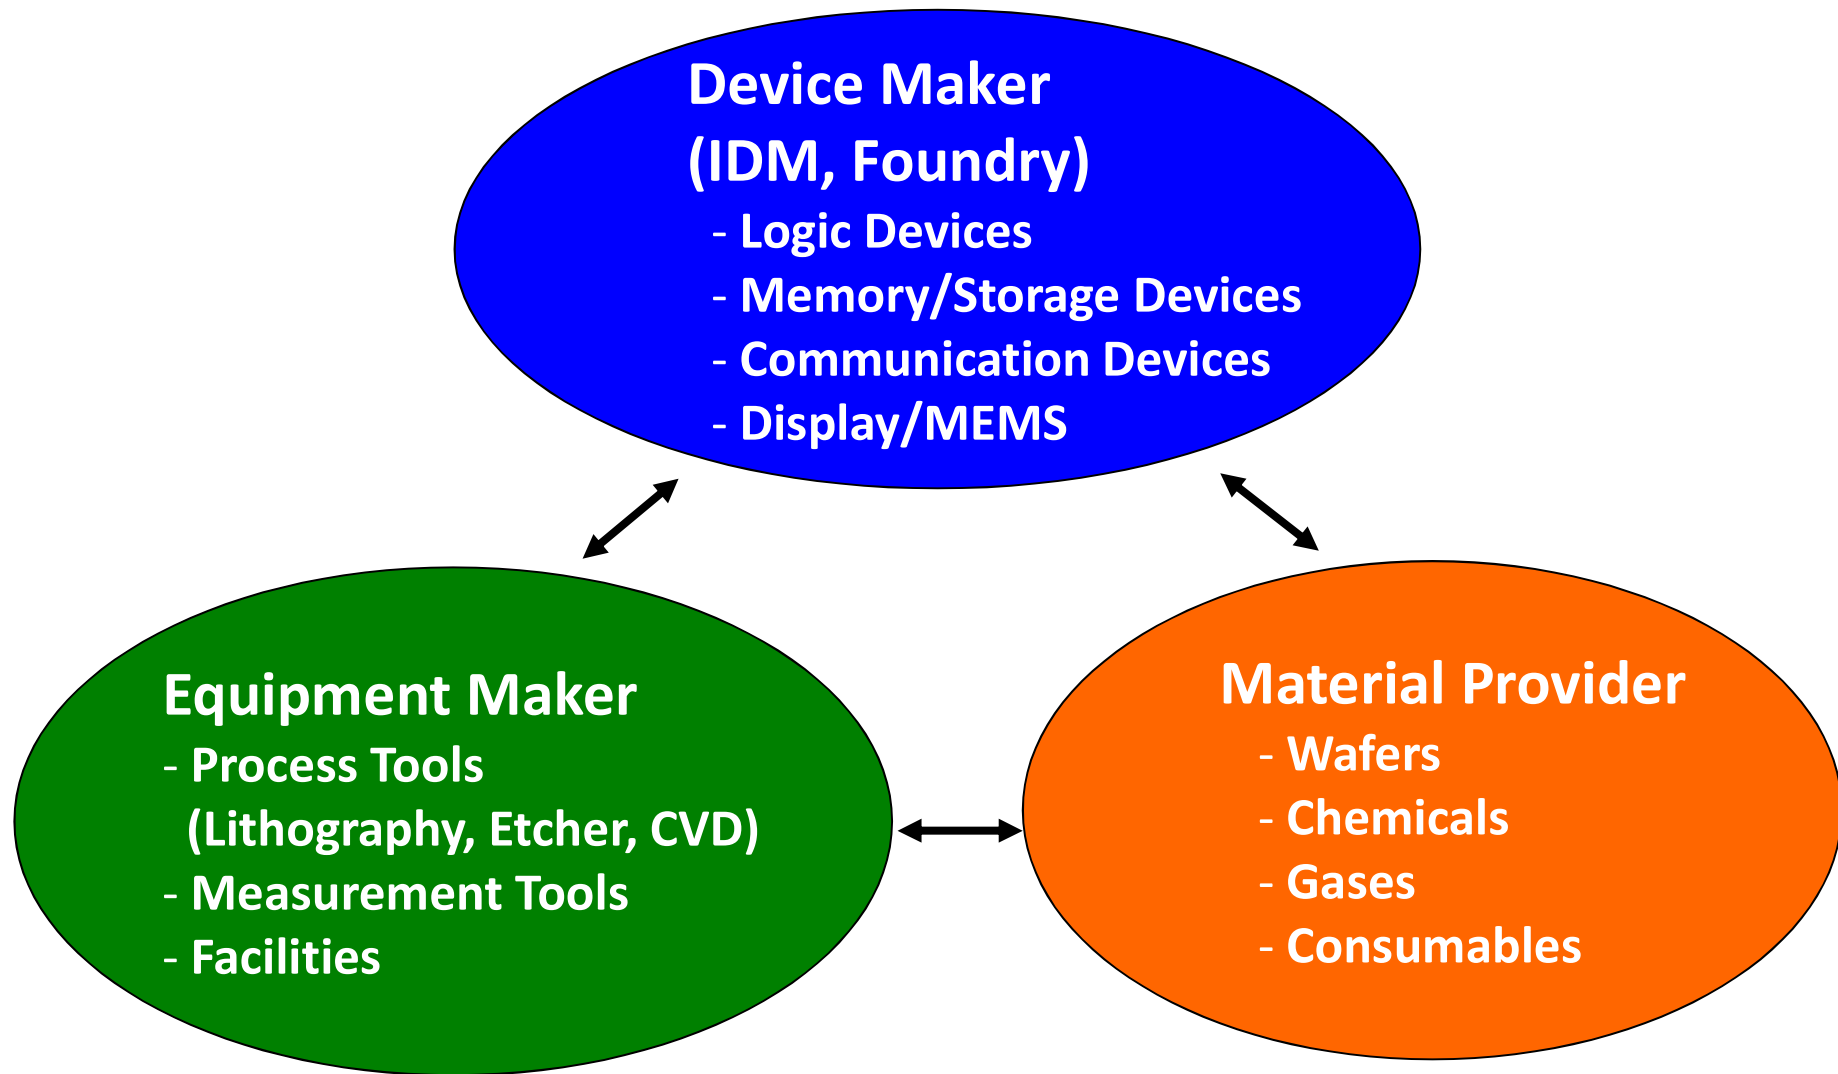 Device Maker
(IDM, Foundry)
- Logic Devices
- Memory/Storage Devices
- Communication Devices
- Display/MEMS
Equipment Maker
- Process Tools
(Lithography, Etcher, CVD)
- Measurement Tools
- Facilities
Material Provider
- Wafers
- Chemicals
- Gases
- Consumables